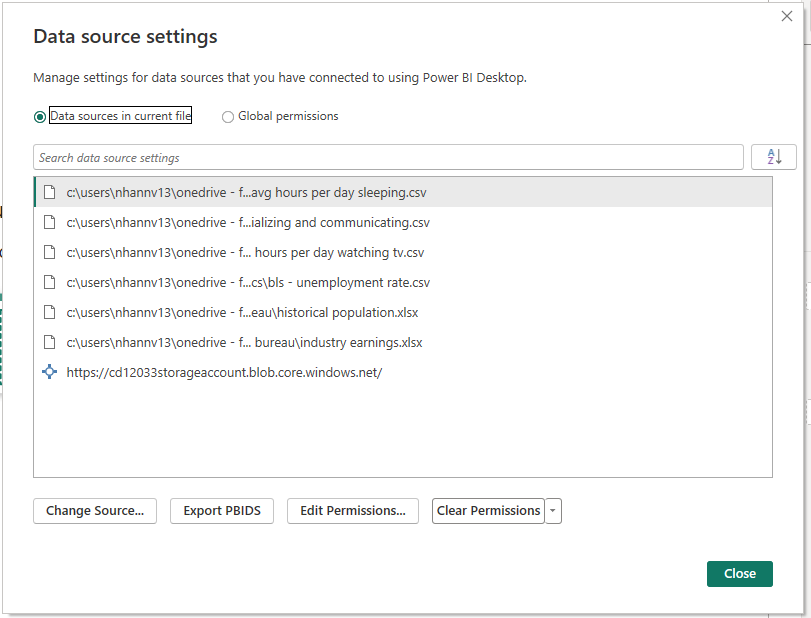 Data source settings
Manage settings for data sources that you have connected to using Power BI Desktop.
Data sources in current file Global permissions
Search data source settings
A
Z
c:\users\nhannv13\onedrive - f...avg hours per day sleeping.csv
c:\users\nhannv13\onedrive - f...ializing and communicating.csv
c:\users\nhannv13\onedrive - f... hours per day watching tv.csv
c:\users\nhannv13\onedrive - f...cs\bls - unemployment rate.csv
c:\users\nhannv13\onedrive - f...eau\historical population.xlsx
c:\users\nhannv13\onedrive - f... bureau\industry earnings.xlsx
https://cd12033storageaccount.blob.core.windows.net/
Change Source... Export PBIDS Edit Permissions... Clear Permissions
Close